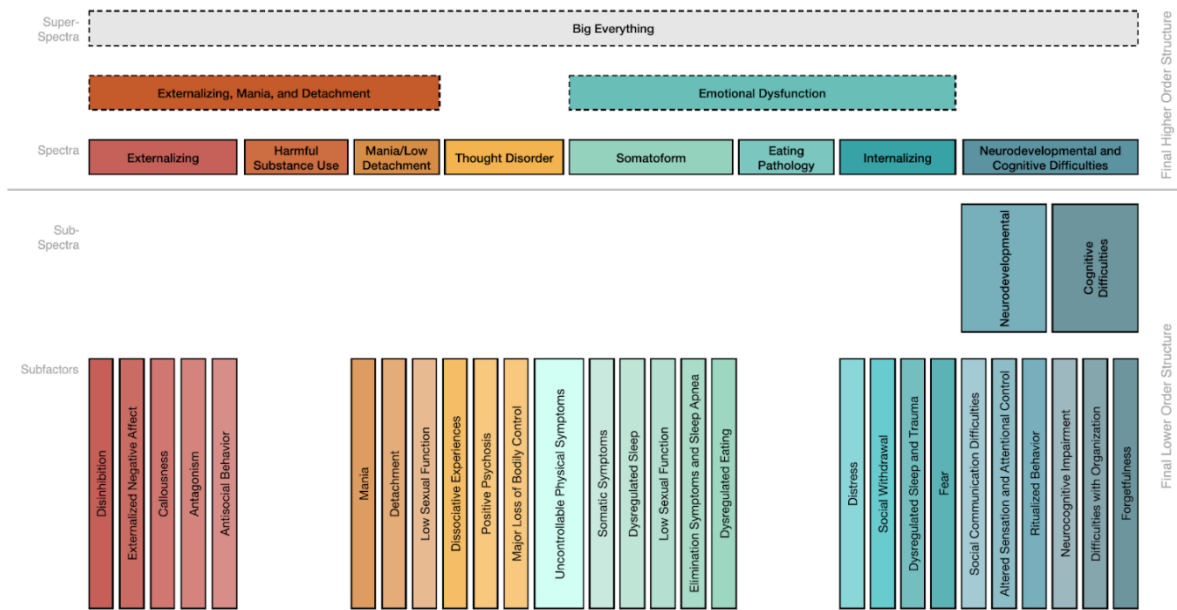 Super-
Spectra
Big Everything
Externalizing, Mania, and Detachment
Emotional Dysfunction
Spectra
Externalizing
Harmful
Substance Use
Mania/Low
Detachment
Thought Disorder
Somatoform
Eating
Pathology
Internalizing
Neurodevelopmental and
Cognitive Difficulties
Final Higher Order Structure
Sub-
Spectra
Neurodevelopmental
Cognitive
Difficulties
Subfactors
Disinhibition
Externalized Negative Affect
Callousness
Antagonism
Antisocial Behavior
Mania
Detachment
Low Sexual Function
Dissociative Experiences
Positive Psychosis
Major Loss of Bodily Control
Uncontrollable Physical Symptoms
Somatic Symptoms
Dysregulated Sleep
Low Sexual Function
Elimination Symptoms and Sleep Apnea
Dysregulated Eating
Distress
Social Withdrawal
Dysregulated Sleep and Trauma
Fear
Social Communication Difficulties
Altered Sensation and Attentional Control
Ritualized Behavior
Neurocognitive Impairment
Difficulties with Organization
Forgetfulness
Final Lower Order Structure